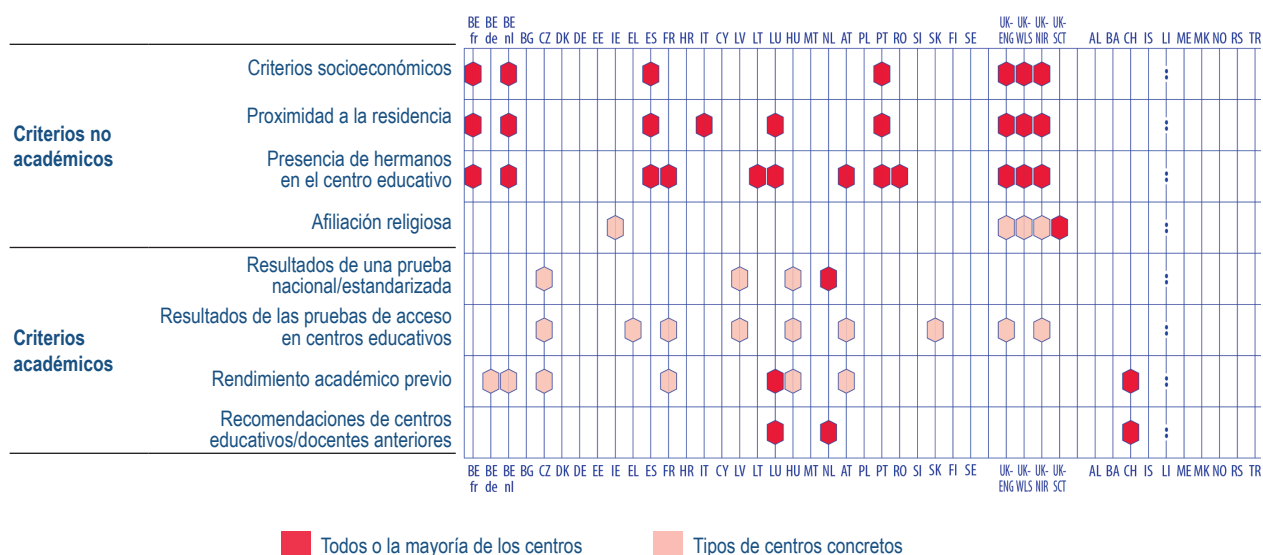 BE BE BE UK- UK- UK- UK-
fr de nl BG CZ DK DE EE IE EL ES FR HR IT CY LV LT LU HU MT NL AT PL PT RO SI SK FI SE ENG WLS NIR SCT AL BA CH IS LI ME MK NO RS TR
Criterios no
académicos
Criterios socioeconómicos
Proximidad a la residencia
Presencia de hermanos
en el centro educativo
Afiliación religiosa
Criterios
académicos
Resultados de una prueba
nacional/estandarizada
Resultados de las pruebas de acceso
en centros educativos
Rendimiento académico previo
Recomendaciones de centros
educativos/docentes anteriores
BE BE BE BG CZ DK DE EE IE EL ES FR HR IT CY LV LT LU HU MT NL AT PL PT RO SI SK FI SE UK- UK- UK- UK- AL BA CH IS LI ME MK NO RS TR
fr de nl ENG WLS NIR SCT
Todos o la mayoría de los centros
Tipos de centros concretos